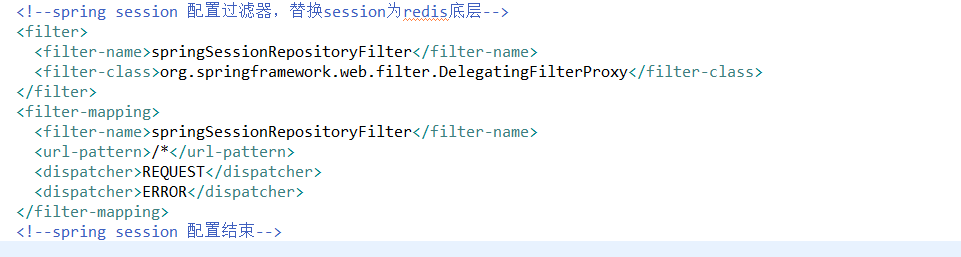 <!--spring session 配置过滤器，替换session为redis底层-->
<filter>
<filter-name>springSessionRepositoryFilter</filter-name>
<filter-class>org.springframework.web.filter.DelegatingFilterProxy</filter-class>
</filter>
<filter-mapping>
<filter-name>springSessionRepositoryFilter</filter-name>
<url-pattern>/*</url-pattern>
<dispatcher>REQUEST</dispatcher>
<dispatcher>ERROR</dispatcher>
</filter-mapping>
<!--spring session 配置结束-->